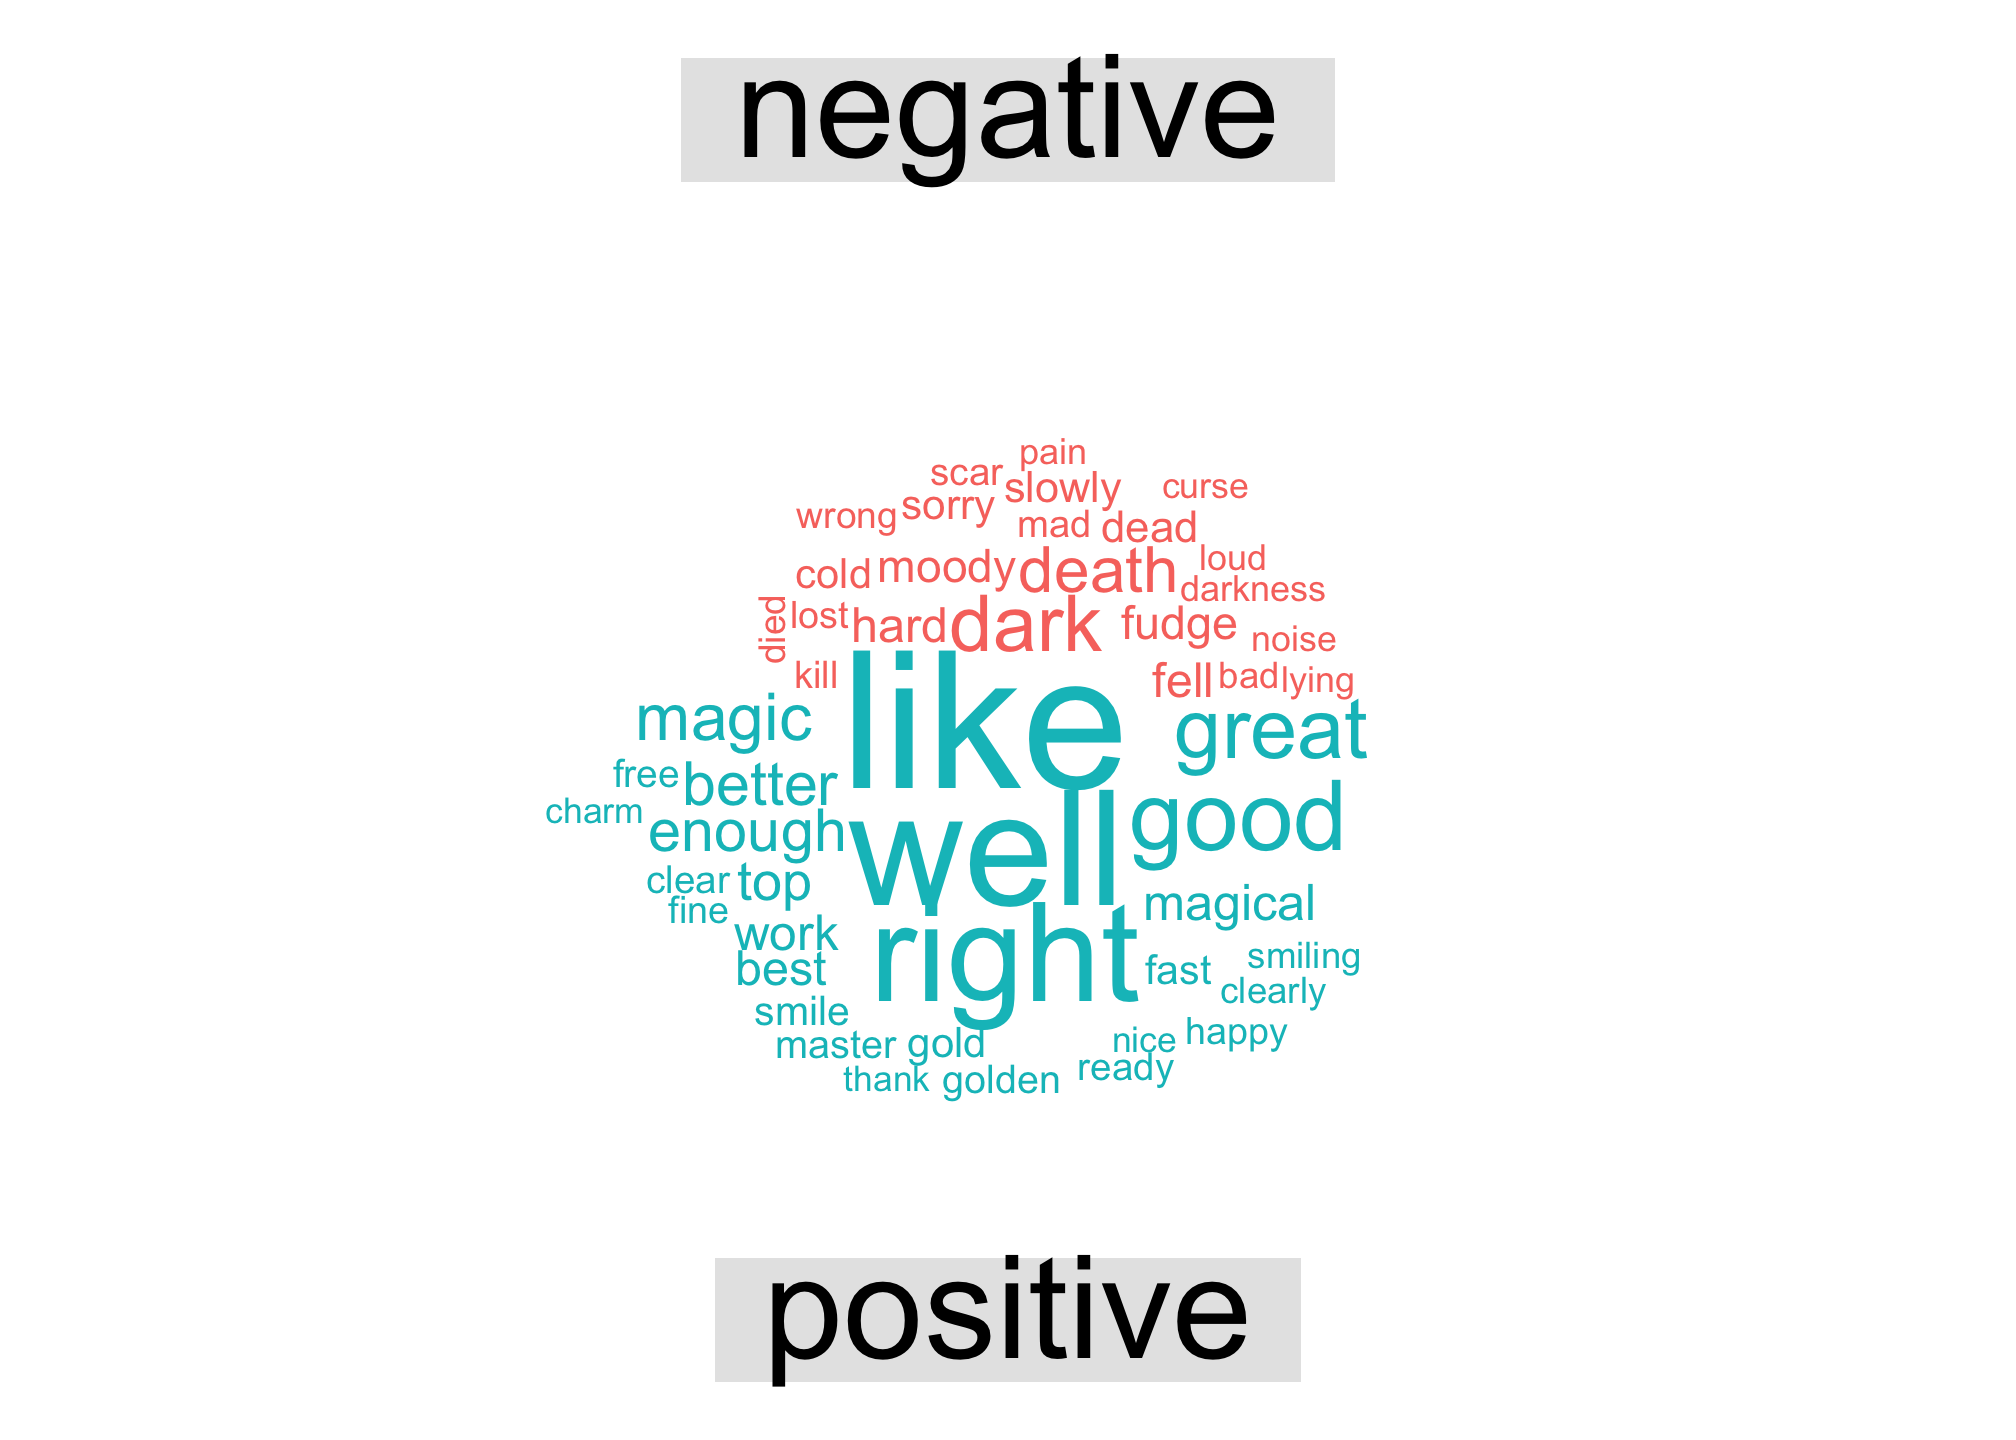 negative
pain
scar slowly curse
wrong sorry mad dead
cold moody death loud
darkness
died lost hard dark fudge noise
kill fell bad lying
like
magic great
free better
charm enough well good
clear top magical
fine
work right
best fast smiling
clearly
smile
master gold nice happy
thank golden ready
positive